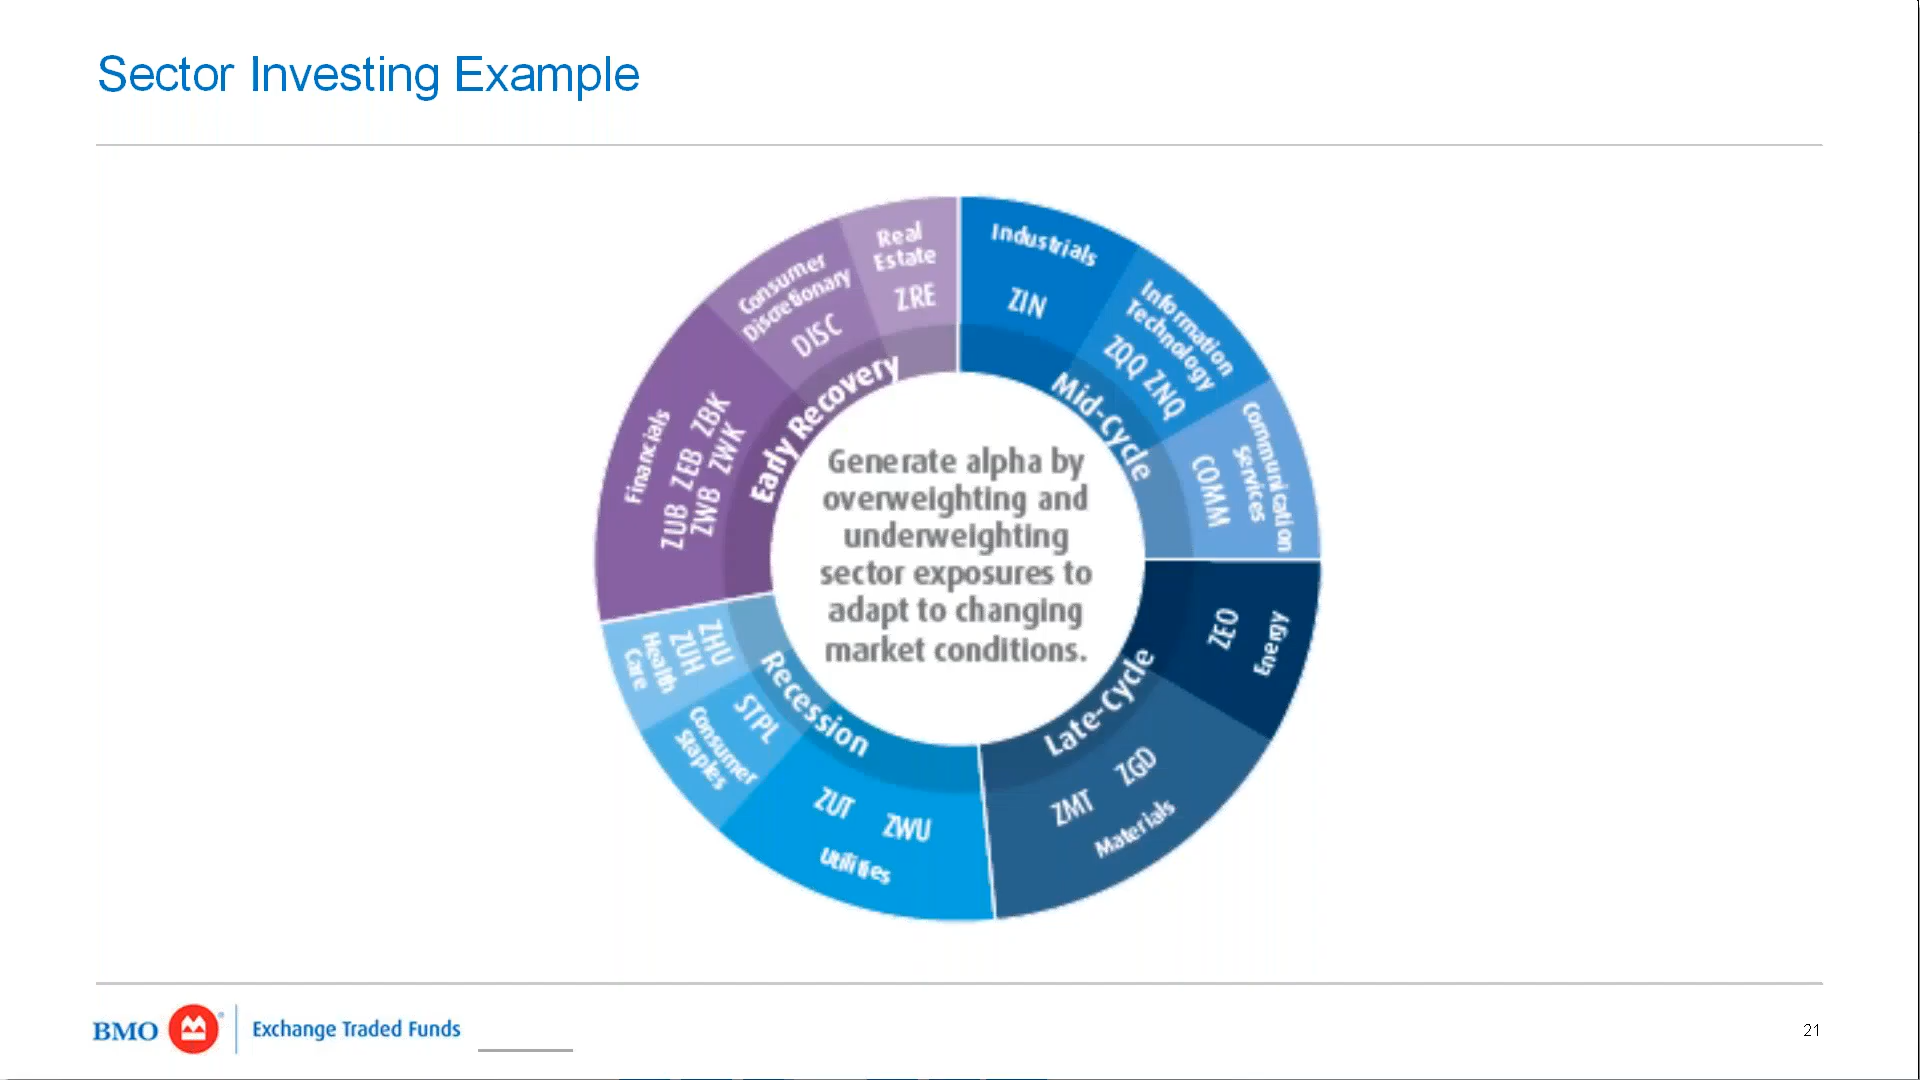 Sector Investing Example
Real
Estate
ZRE
Consumer
Discretionary
DISC
Financials
ZUB ZEB ZBK
ZWB ZWK
Early Recovery
Industrials
ZIN
Information
Technology
ZQQ ZNQ
Communication
Services
COMM
Mid-Cycle
Generate alpha by
overweighting and
underweighting
sector exposures to
adapt to changing
market conditions.
ZEO
Energy
ZMT ZGD
Materials
Late-Cycle
ZHU
ZUH
Health
Care
STPL
Consumer
Staples
ZUT ZWU
Utilities
Recession
BMO
Exchange Traded Funds
21